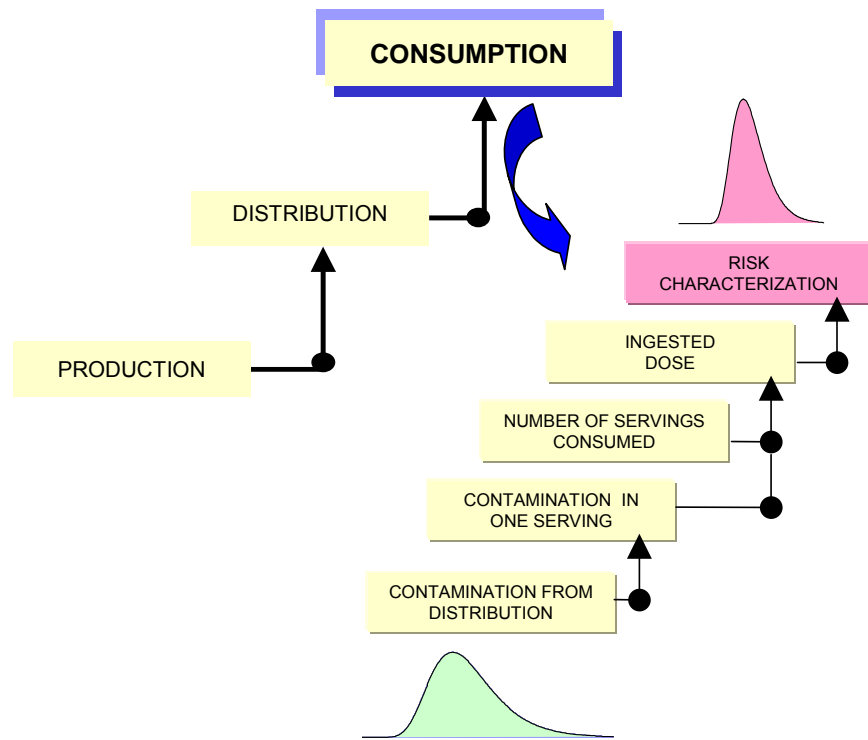 CONSUMPTION
DISTRIBUTION
PRODUCTION
RISK
CHARACTERIZATION
INGESTED
DOSE
NUMBER OF SERVINGS
CONSUMED
CONTAMINATION IN
ONE SERVING
CONTAMINATION FROM
DISTRIBUTION